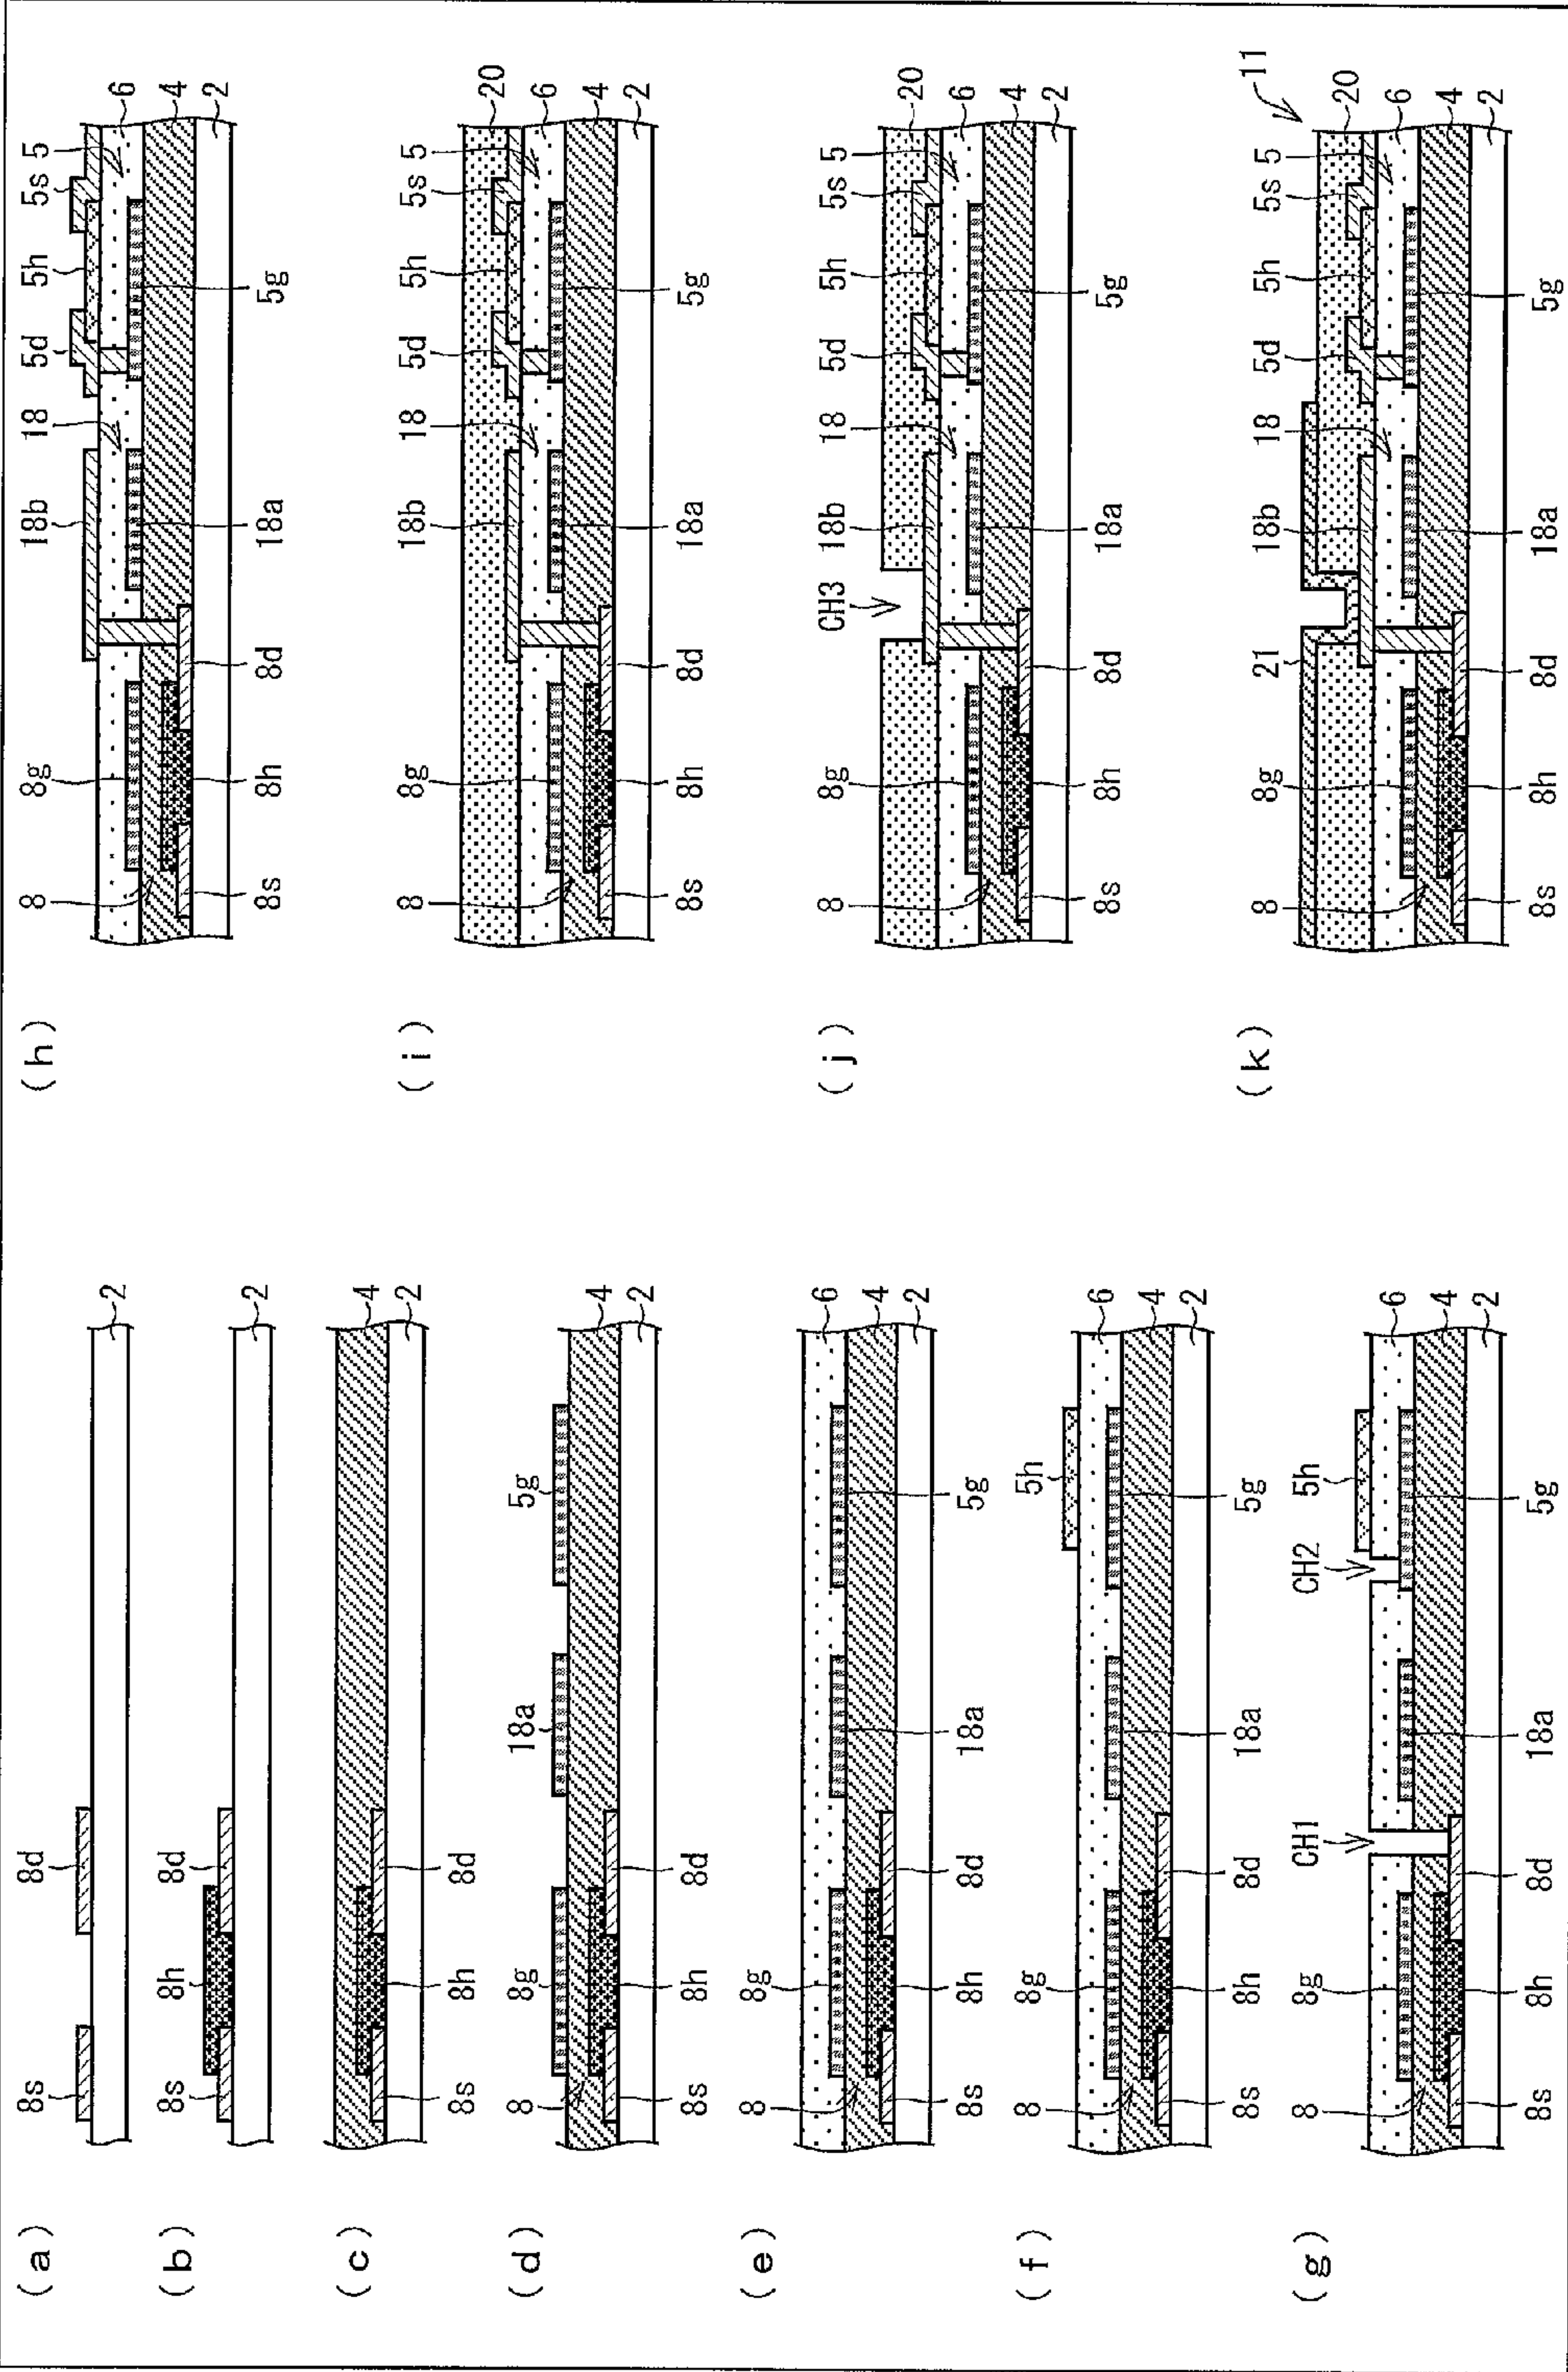 (a)
8s 8d
2
(b)
8s 8h 8d
2
(c)
4
2
8s 8h 8d
(d)
8 8g 18a 5g
4
2
8s 8h 8d
(e)
8 8g
6
4
2
8s 8h 8d 18a 5g
(f)
8 8g 5h
6
4
2
8s 8h 8d 18a 5g
(g)
8 8g CH1 CH2 5h
6
4
2
8s 8h 8d 18a 5g
(h)
8 8g 18b 18 5d 5h 5s 5
6
4
2
8s 8h 8d 18a 5g
(i)
8 8g 18b 18 5d 5h 5s 5
20
6
4
2
8s 8h 8d 18a 5g
(j)
8 8g CH3 18b 18 5d 5h 5s 5
20
6
4
2
8s 8h 8d 18a 5g
(k)
11
8 8g 21 18b 18 5d 5h 5s 5
20
6
4
2
8s 8h 8d 18a 5g